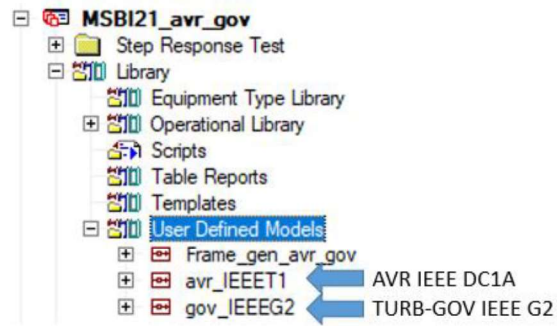 MSBI21_avr_gov
Step Response Test
Library
Equipment Type Library
Operational Library
Scripts
Table Reports
Templates
User Defined Models
Frame_gen_avr_gov
avr_IEEET1 AVR IEEE DC1A
gov_IEEEG2 TURB-GOV IEEE G2